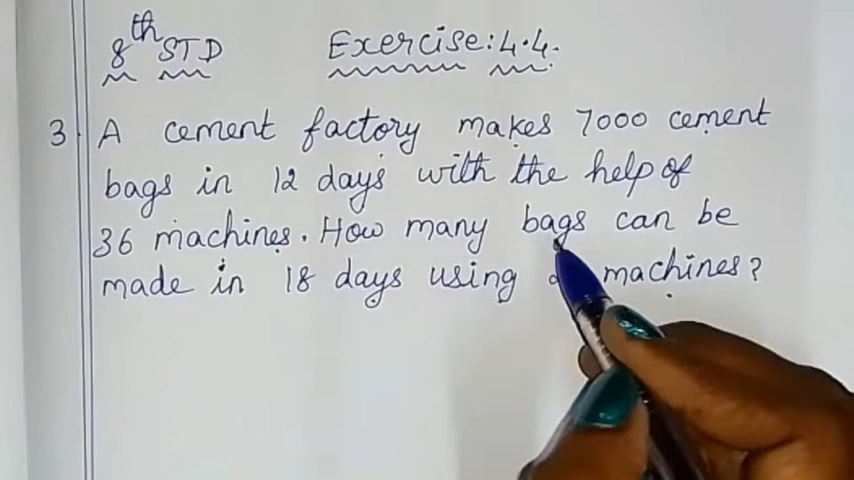 8th STD Exercise: 4.4.
3. A cement factory makes 7000 cement
bags in 12 days with the help of
36 machines. How many bags can be
made in 18 days using machines?